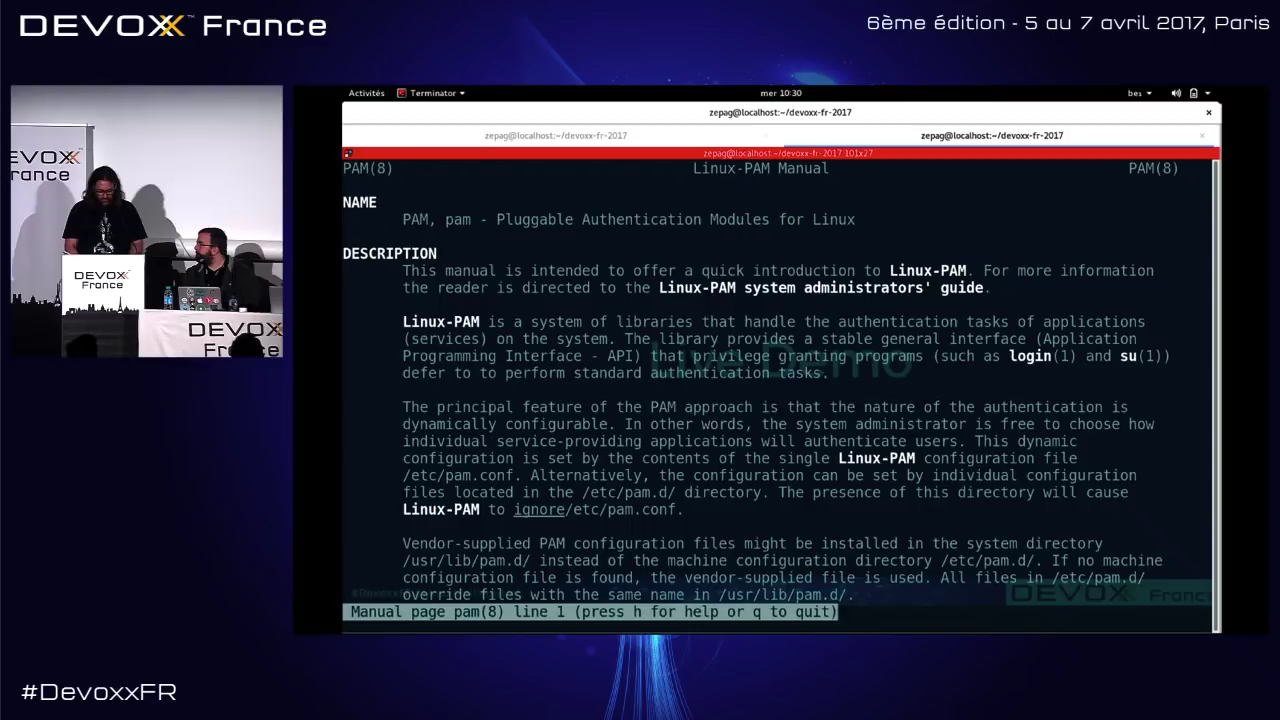 DEVOXX™ France
6ème édition - 5 au 7 avril 2017, Paris
EVOXX
rance
DEVOXX
France
DEVOXX
France
Activités
Terminator
mer 10:30
be1
zepag@localhost:~/devoxx-fr-2017
zepag@localhost:~/devoxx-fr-2017
zepag@localhost:~/devoxx-fr-2017
zepag@localhost:~/devoxx-fr-2017 101x27
PAM(8) Linux-PAM Manual PAM(8)
NAME
PAM, pam - Pluggable Authentication Modules for Linux
DESCRIPTION
This manual is intended to offer a quick introduction to Linux-PAM. For more information
the reader is directed to the Linux-PAM system administrators' guide.
Linux-PAM is a system of libraries that handle the authentication tasks of applications
(services) on the system. The library provides a stable general interface (Application
Programming Interface - API) that privilege granting programs (such as login(1) and su(1))
defer to to perform standard authentication tasks.
Live Demo
The principal feature of the PAM approach is that the nature of the authentication is
dynamically configurable. In other words, the system administrator is free to choose how
individual service-providing applications will authenticate users. This dynamic
configuration is set by the contents of the single Linux-PAM configuration file
/etc/pam.conf. Alternatively, the configuration can be set by individual configuration
files located in the /etc/pam.d/ directory. The presence of this directory will cause
Linux-PAM to ignore/etc/pam.conf.
Vendor-supplied PAM configuration files might be installed in the system directory
/usr/lib/pam.d/ instead of the machine configuration directory /etc/pam.d/. If no machine
configuration file is found, the vendor-supplied file is used. All files in /etc/pam.d/
override files with the same name in /usr/lib/pam.d/.
DEVOXX France
Manual page pam(8) line 1 (press h for help or q to quit)
#DevoxxFR